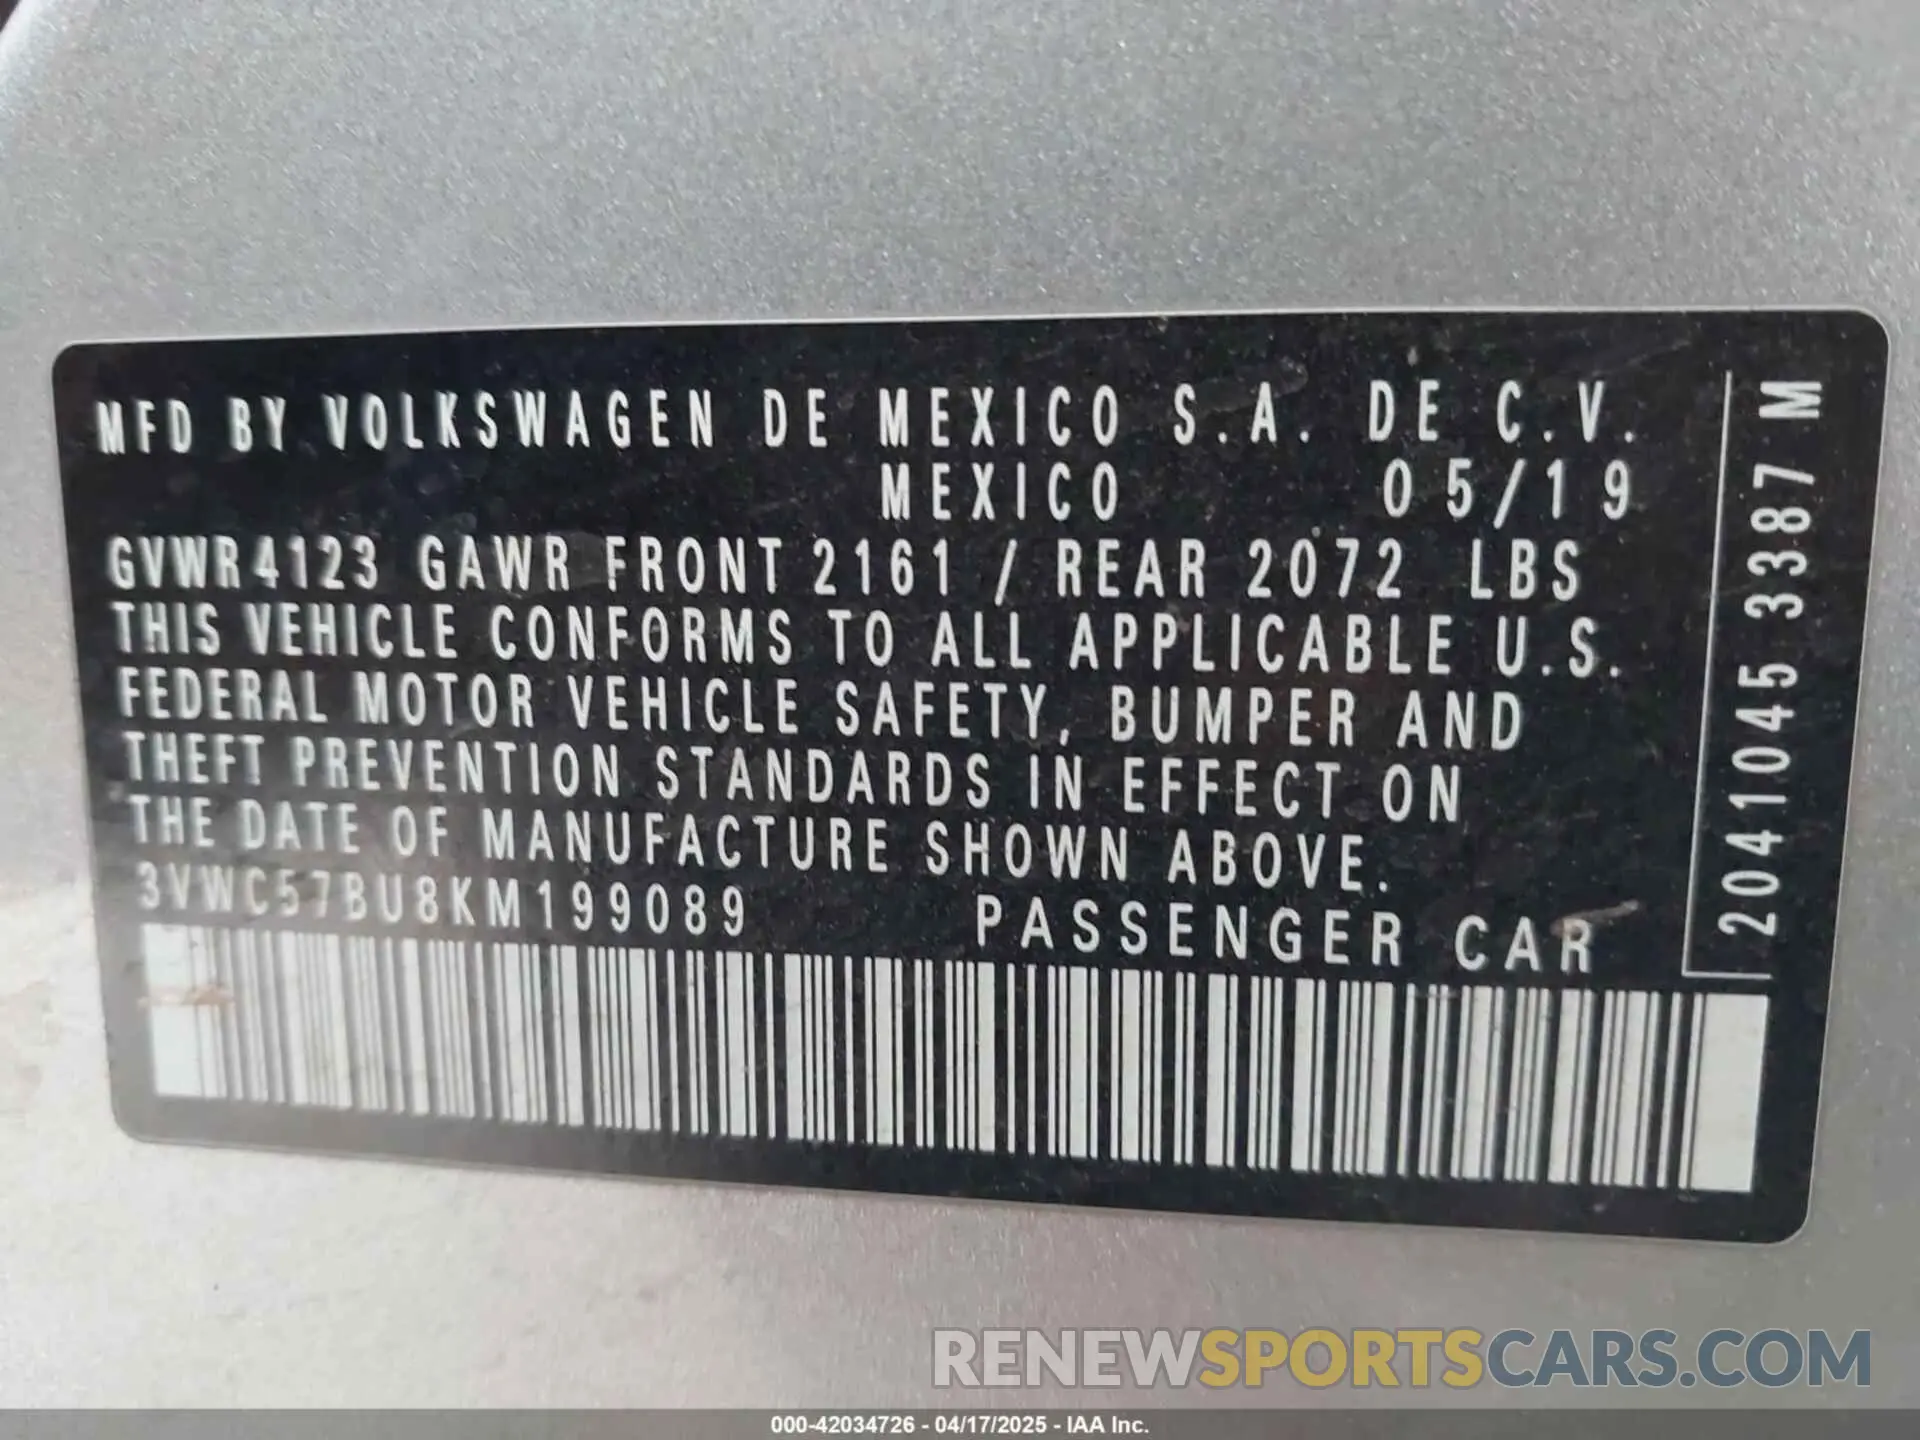 MFD BY VOLKSWAGEN DE MEXICO S.A. DE C.V.
MEXICO 05/19
GVWR4123 GAWR FRONT 2161 / REAR 2072 LBS
THIS VEHICLE CONFORMS TO ALL APPLICABLE U.S.
FEDERAL MOTOR VEHICLE SAFETY, BUMPER AND
THEFT PREVENTION STANDARDS IN EFFECT ON
THE DATE OF MANUFACTURE SHOWN ABOVE.
3VWC57BU8KM199089 PASSENGER CAR
2041045 3387 M
RENEWSPORTSCARS.COM
000-42034726 - 04/17/2025 - IAA Inc.